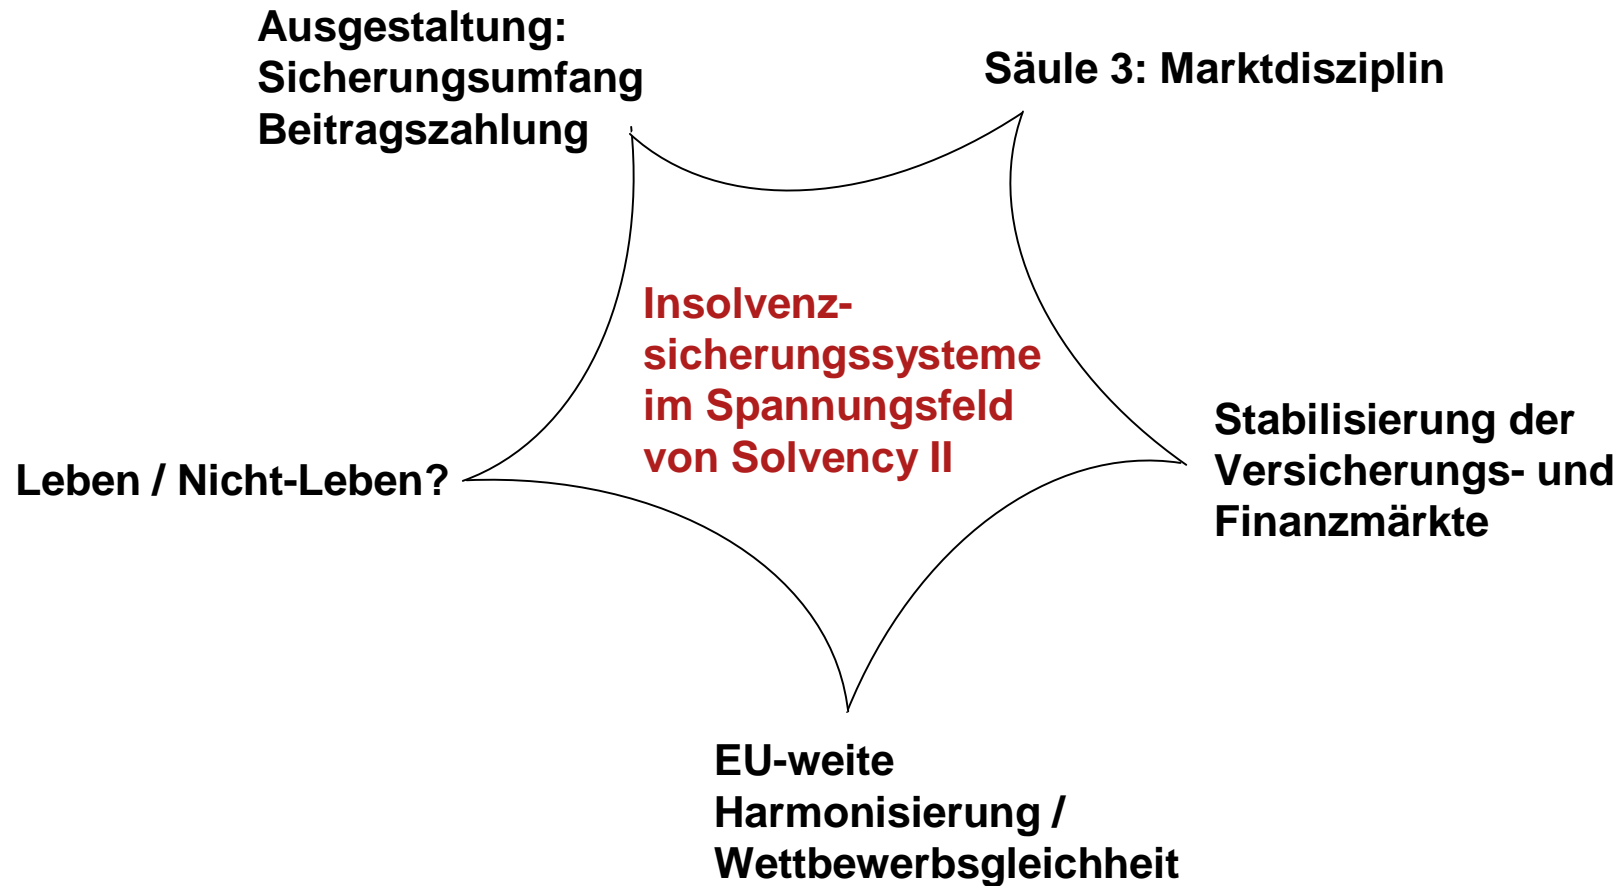 Ausgestaltung:
Sicherungsumfang
Beitragszahlung
Säule 3: Marktdisziplin
Insolvenz-
sicherungssysteme
im Spannungsfeld
von Solvency II
Leben / Nicht-Leben?
Stabilisierung der
Versicherungs- und
Finanzmärkte
EU-weite
Harmonisierung /
Wettbewerbsgleichheit